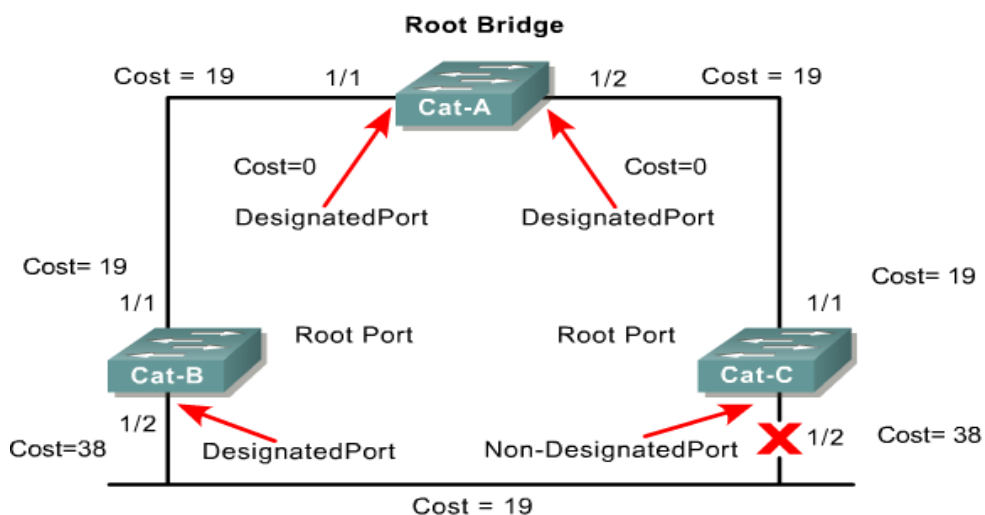 Root Bridge
Cost = 19
1/1
1/2
Cost = 19
Cat-A
Cost=0
Cost=0
DesignatedPort
DesignatedPort
Cost= 19
Cost= 19
1/1
1/1
Root Port
Root Port
Cat-B
Cat-C
1/2
1/2
Cost= 38
Cost=38
DesignatedPort
Non-DesignatedPort
Cost = 19